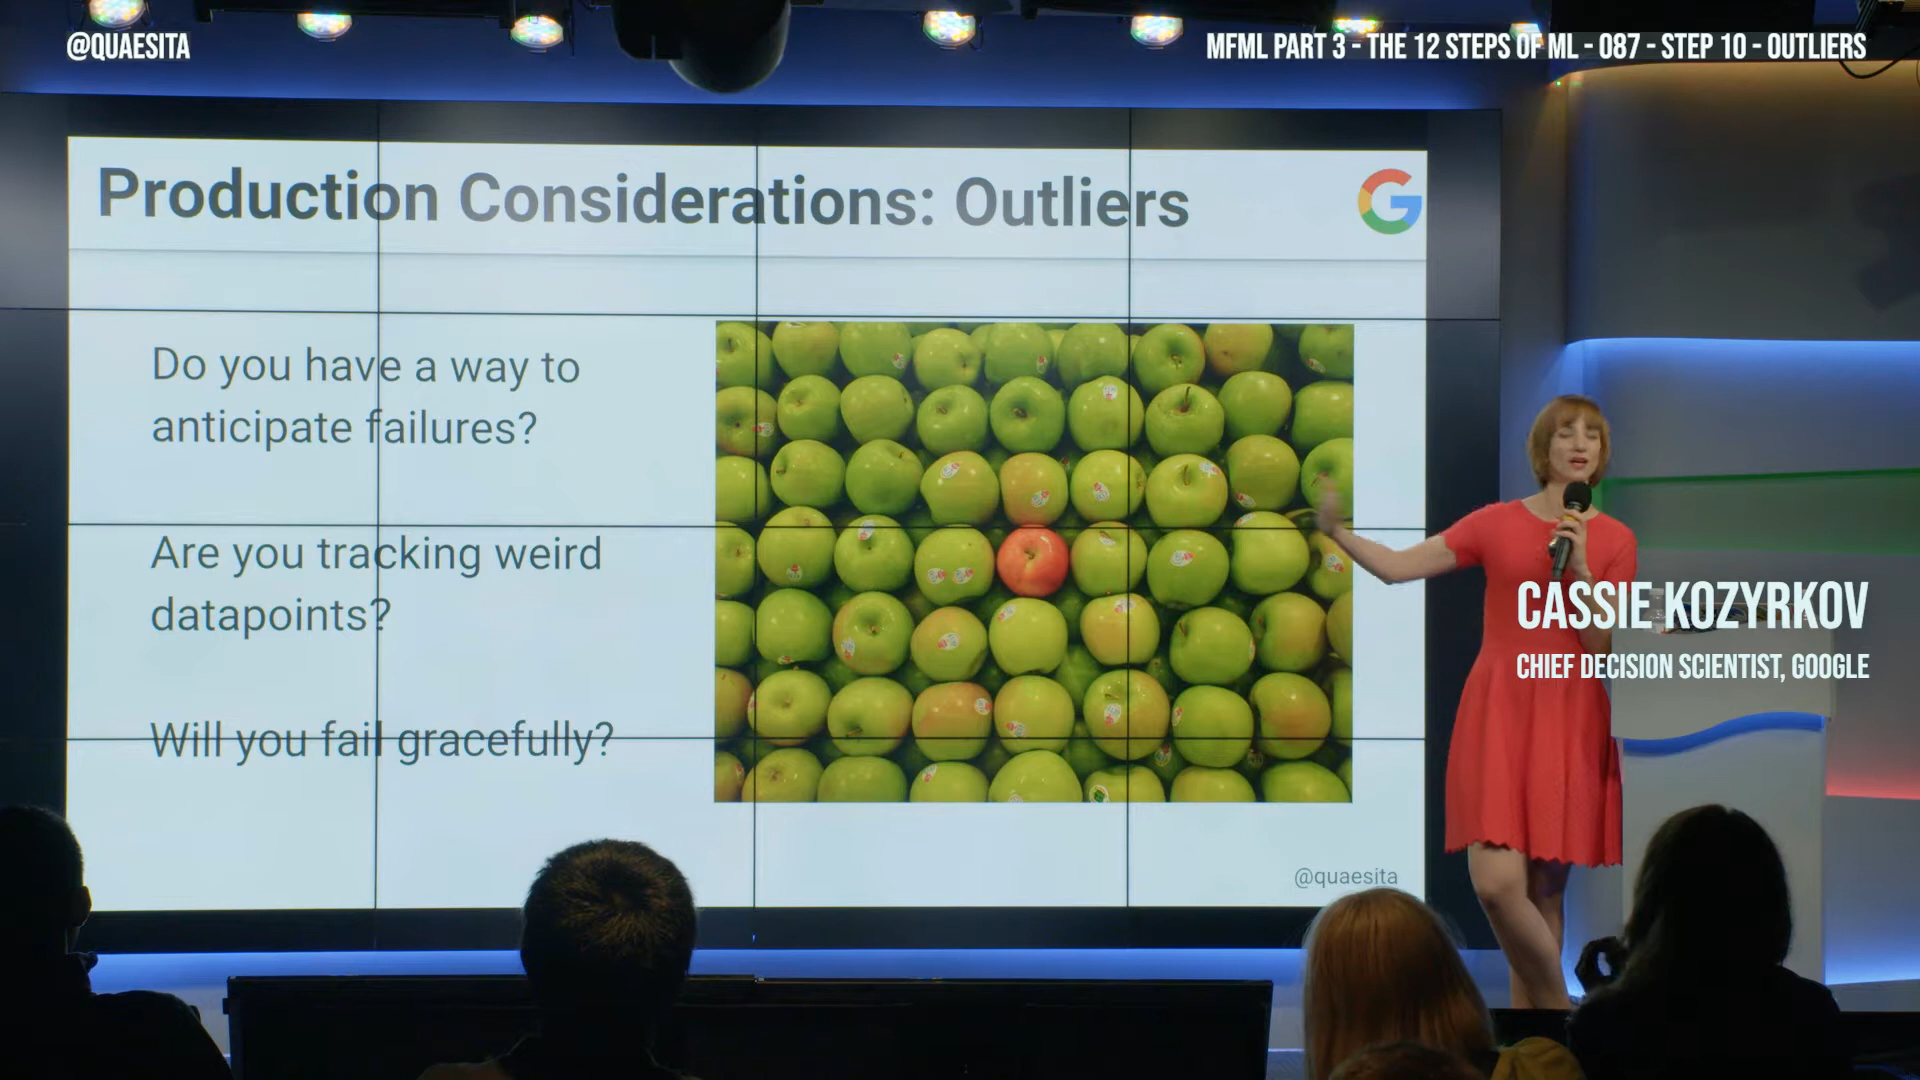 @QUAESITA
MFML PART 3 - THE 12 STEPS OF ML - 087 - STEP 10 - OUTLIERS
Production Considerations: Outliers
Do you have a way to
anticipate failures?
Are you tracking weird
datapoints?
Will you fail gracefully?
@quaesita
CASSIE KOZYRKOV
CHIEF DECISION SCIENTIST, GOOGLE